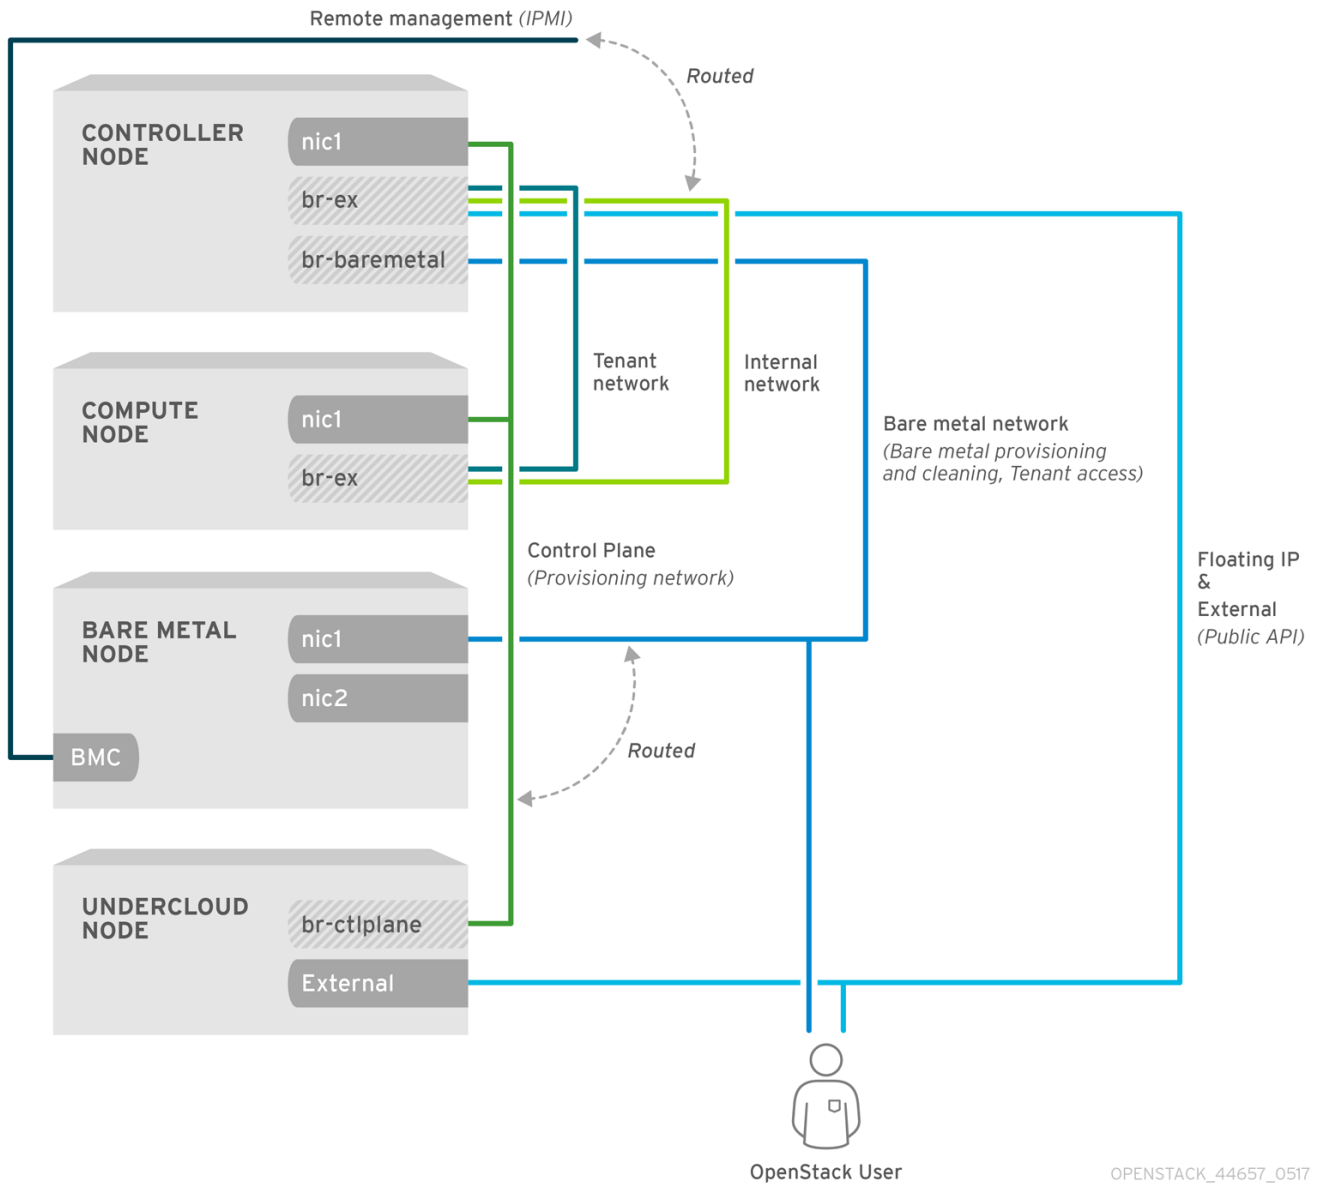 Remote management (IPMI)
Routed
CONTROLLER
NODE
nic1
br-ex
br-baremetal
Tenant
network
Internal
network
COMPUTE
NODE
nic1
br-ex
Bare metal network
(Bare metal provisioning
and cleaning, Tenant access)
Control Plane
(Provisioning network)
Floating IP
&
External
(Public API)
BARE METAL
NODE
nic1
nic2
BMC
Routed
UNDERCLOUD
NODE
br-ctlplane
External
OpenStack User
OPENSTACK_44657_0517